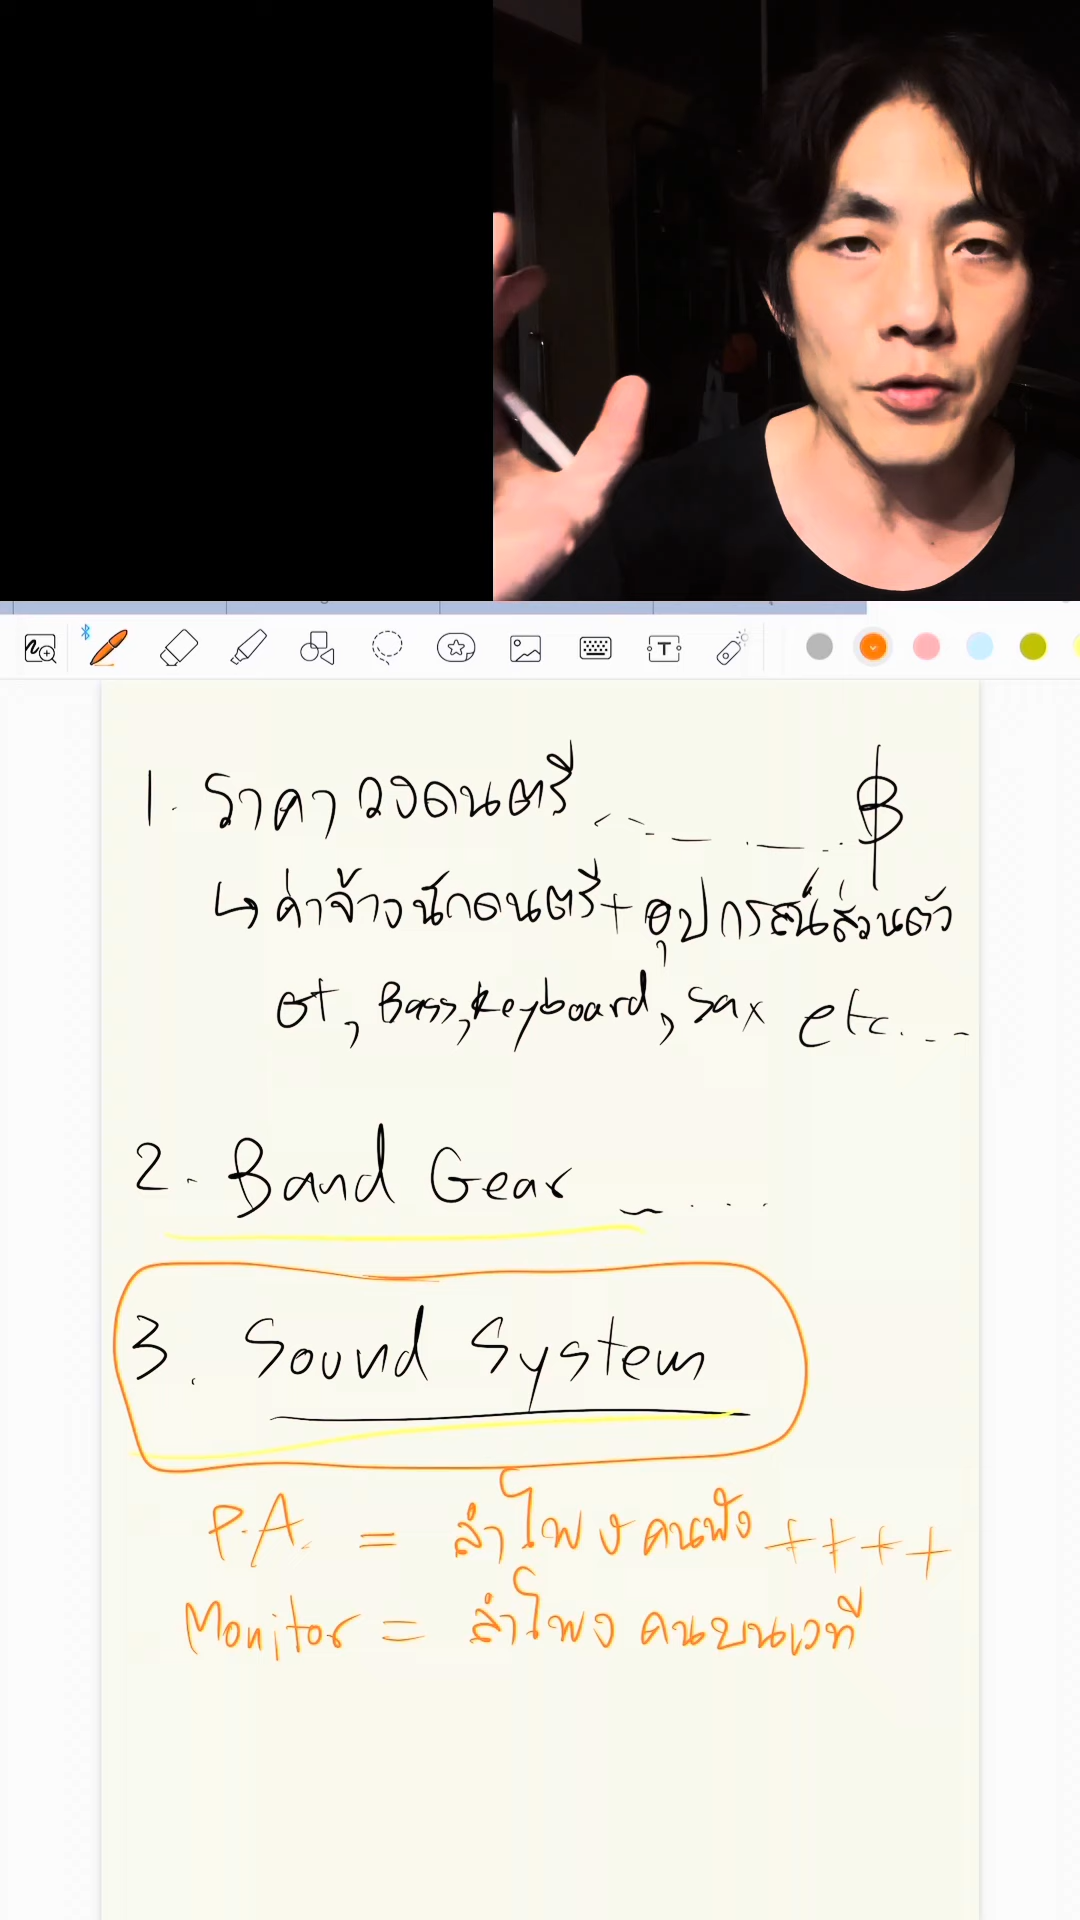 1. ราคา วงดนตรี ........ ฿
↳ ค่าจ้างนักดนตรี + อุปกรณ์ส่วนตัว
Gt, Bass, Keyboard, Sax etc...
2. Band Gear ....
3. Sound System
P.A. = ลำโพงคนฟัง ++++
Monitor = ลำโพง คนบนเวที